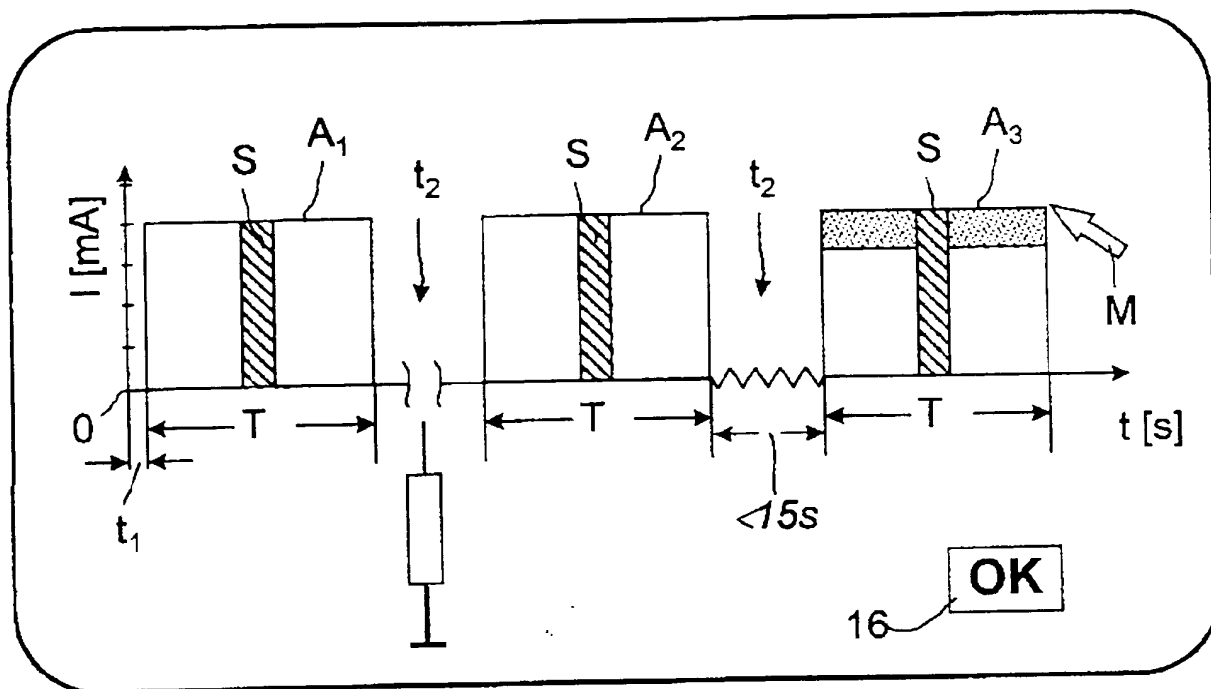 S A₁ t₂ S A₂ t₂ S A₃
I [mA]
M
0 T T T t [s]
t₁ <15s
OK
16